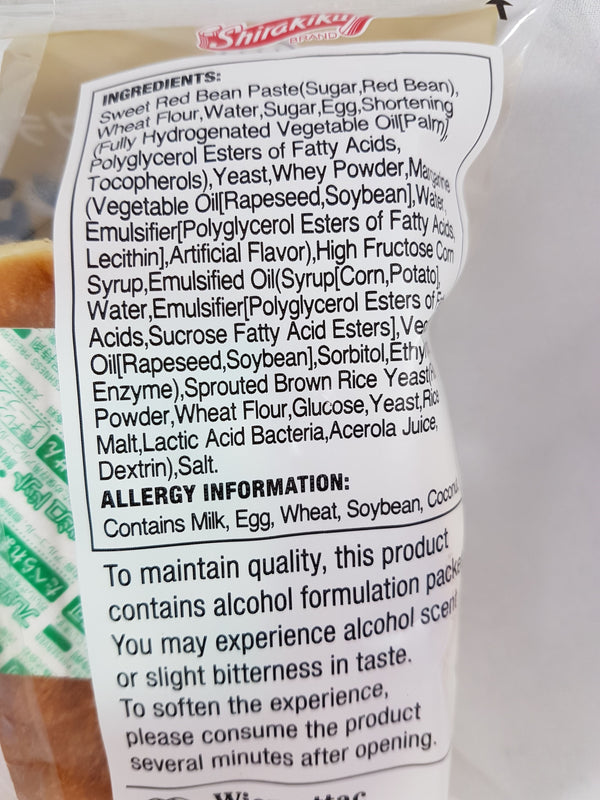 Shirakiku
BRAND
INGREDIENTS:
Sweet Red Bean Paste(Sugar,Red Bean),
Wheat Flour,Water,Sugar,Egg,Shortening
(Fully Hydrogenated Vegetable Oil[Palm]
Polyglycerol Esters of Fatty Acids,
Tocopherols),Yeast,Whey Powder,Margarine
(Vegetable Oil[Rapeseed,Soybean],Water,
Emulsifier[Polyglycerol Esters of Fatty Acids,
Lecithin],Artificial Flavor),High Fructose Corn
Syrup,Emulsified Oil(Syrup[Corn,Potato]
Water,Emulsifier[Polyglycerol Esters of
Acids,Sucrose Fatty Acid Esters],
Oil[Rapeseed,Soybean],Sorbitol,
Enzyme),Sprouted Brown Rice Yeast
Powder,Wheat Flour,Glucose,Yeast,Rice
Malt,Lactic Acid Bacteria,Acerola Juice,
Dextrin),Salt.
ALLERGY INFORMATION:
Contains Milk, Egg, Wheat, Soybean,
To maintain quality, this product
contains alcohol formulation
You may experience alcohol scent
or slight bitterness in taste.
To soften the experience,
please consume the product
several minutes after opening.